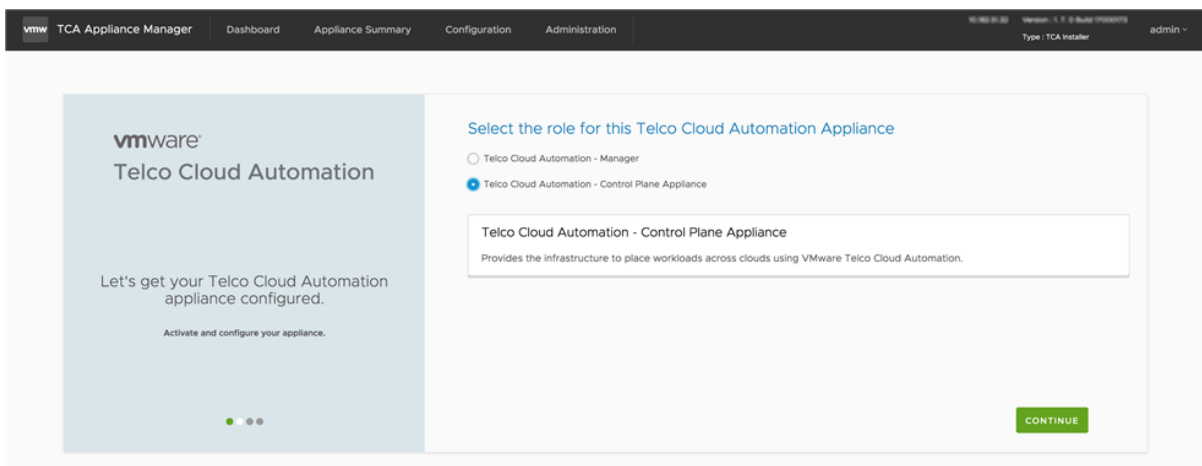 vmw TCA Appliance Manager Dashboard Appliance Summary Configuration Administration admin
Type : TCA Installer
vmware®
Telco Cloud Automation
Let's get your Telco Cloud Automation
appliance configured.
Activate and configure your appliance.
Select the role for this Telco Cloud Automation Appliance
Telco Cloud Automation - Manager
Telco Cloud Automation - Control Plane Appliance
Telco Cloud Automation - Control Plane Appliance
Provides the infrastructure to place workloads across clouds using VMware Telco Cloud Automation.
CONTINUE